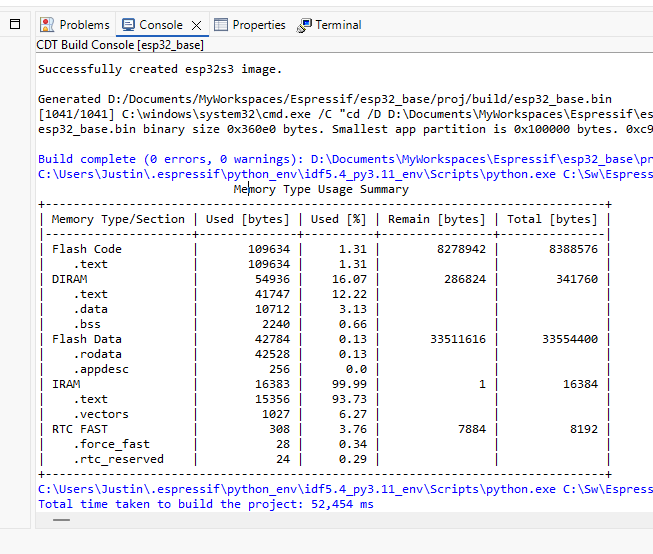 Problems Console Properties Terminal
CDT Build Console [esp32_base]
Successfully created esp32s3 image.
Generated D:/Documents/MyWorkspaces/Espressif/esp32_base/proj/build/esp32_base.bin
[1041/1041] C:\windows\system32\cmd.exe /C "cd /D D:\Documents\MyWorkspaces\Espressif\es
esp32_base.bin binary size 0x360e0 bytes. Smallest app partition is 0x100000 bytes. 0xc9
Build complete (0 errors, 0 warnings): D:\Documents\MyWorkspaces\Espressif\esp32_base\pr
C:\Users\Justin\.espressif\python_env\idf5.4_py3.11_env\Scripts\python.exe C:\Sw\Espress
Memory Type Usage Summary
+-------------------------------------------------------------------------------+
| Memory Type/Section | Used [bytes] | Used [%] | Remain [bytes] | Total [bytes] |
|---------------------+--------------+----------+----------------+---------------|
| Flash Code | 109634 | 1.31 | 8278942 | 8388576 |
| .text | 109634 | 1.31 | | |
| DIRAM | 54936 | 16.07 | 286824 | 341760 |
| .text | 41747 | 12.22 | | |
| .data | 10712 | 3.13 | | |
| .bss | 2240 | 0.66 | | |
| Flash Data | 42784 | 0.13 | 33511616 | 33554400 |
| .rodata | 42528 | 0.13 | | |
| .appdesc | 256 | 0.0 | | |
| IRAM | 16383 | 99.99 | 1 | 16384 |
| .text | 15356 | 93.73 | | |
| .vectors | 1027 | 6.27 | | |
| RTC FAST | 308 | 3.76 | 7884 | 8192 |
| .force_fast | 28 | 0.34 | | |
| .rtc_reserved | 24 | 0.29 | | |
+-------------------------------------------------------------------------------+
C:\Users\Justin\.espressif\python_env\idf5.4_py3.11_env\Scripts\python.exe C:\Sw\Espress
Total time taken to build the project: 52,454 ms